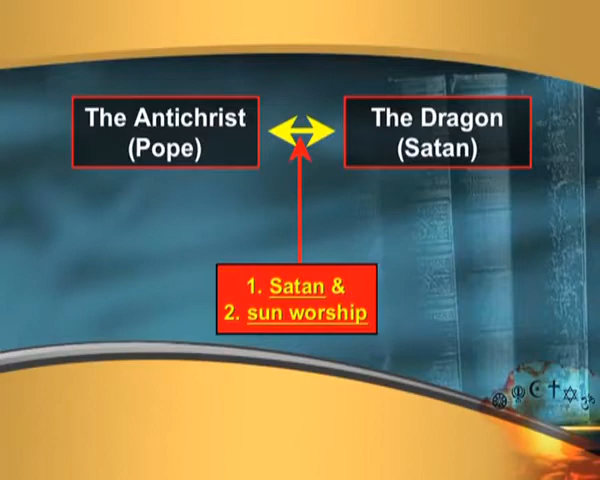 The Antichrist
(Pope)
The Dragon
(Satan)
1. Satan &
2. sun worship